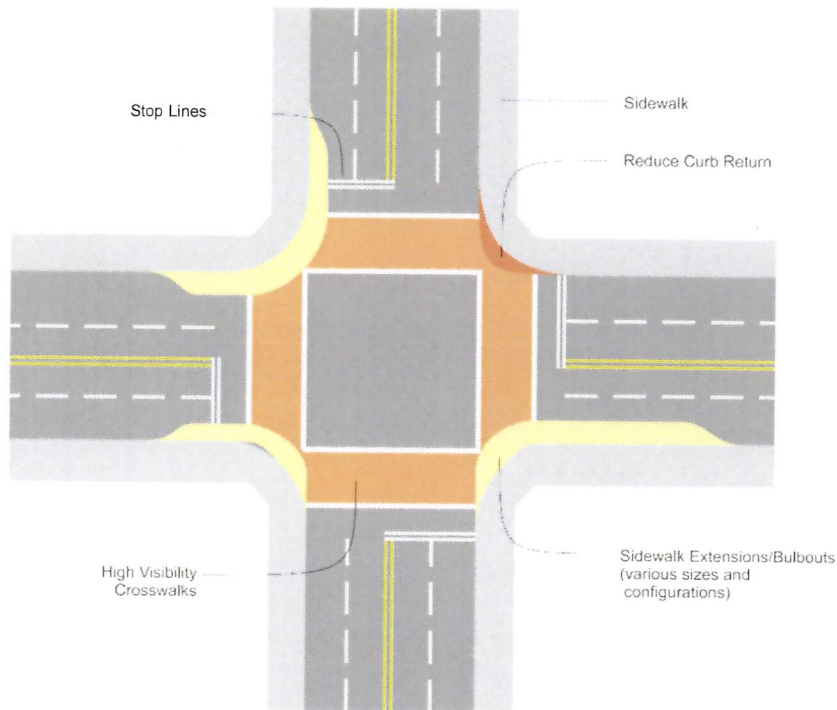 Stop Lines
Sidewalk
Reduce Curb Return
High Visibility
Crosswalks
Sidewalk Extensions/Bulbouts
(various sizes and
configurations)